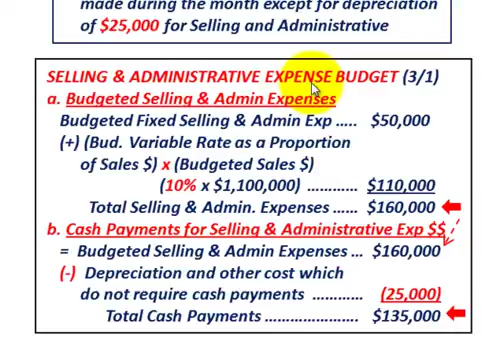 made during the month except for depreciation
of $25,000 for Selling and Administrative
SELLING & ADMINISTRATIVE EXPENSE BUDGET (3/1)
a. Budgeted Selling & Admin Expenses
Budgeted Fixed Selling & Admin Exp ..... $50,000
(+) (Bud. Variable Rate as a Proportion
of Sales $) x (Budgeted Sales $)
(10% x $1,100,000) ............ $110,000
Total Selling & Admin. Expenses ...... $160,000
b. Cash Payments for Selling & Administrative Exp $$
= Budgeted Selling & Admin Expenses ... $160,000
(-) Depreciation and other cost which
do not require cash payments ............ (25,000)
Total Cash Payments ...................... $135,000